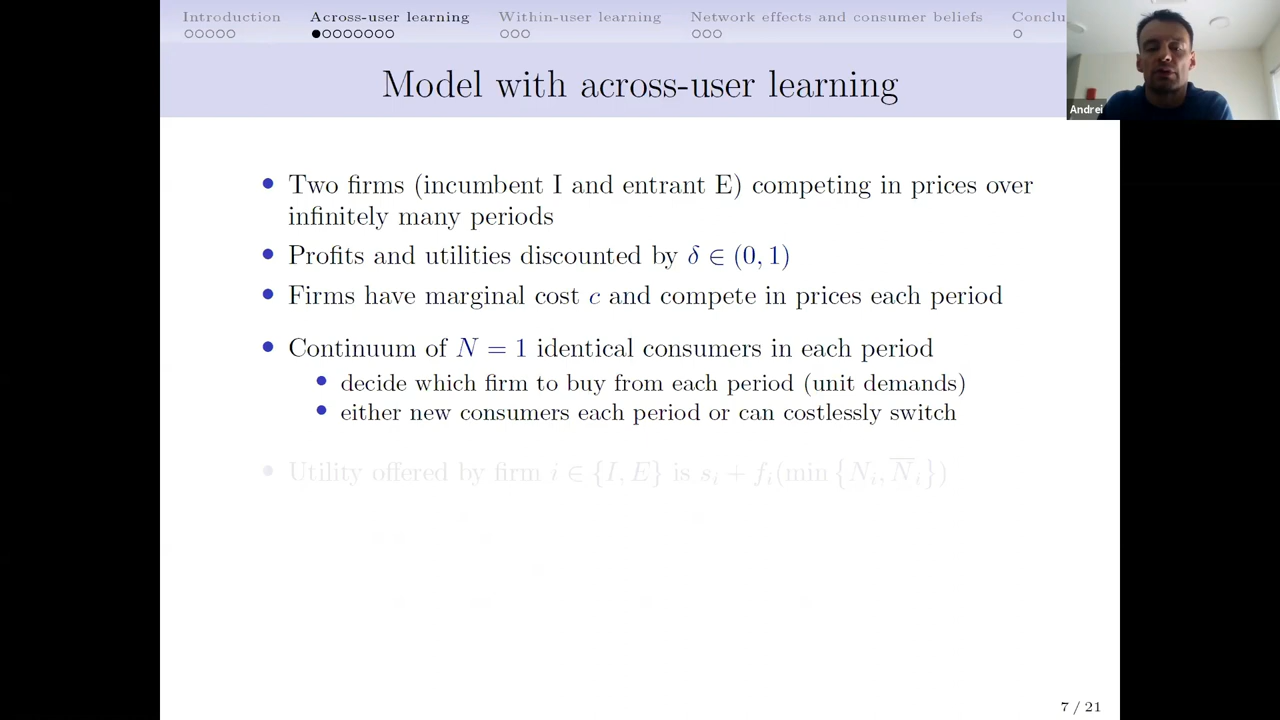 Introduction Across-user learning Within-user learning Network effects and consumer beliefs Conclu
Model with across-user learning
Andrei
• Two firms (incumbent I and entrant E) competing in prices over
infinitely many periods
• Profits and utilities discounted by δ ∈ (0, 1)
• Firms have marginal cost c and compete in prices each period
• Continuum of N = 1 identical consumers in each period
• decide which firm to buy from each period (unit demands)
• either new consumers each period or can costlessly switch
• Utility offered by firm i ∈ {I, E} is s_i + f_i(min {N_i, N̅_i})
7 / 21